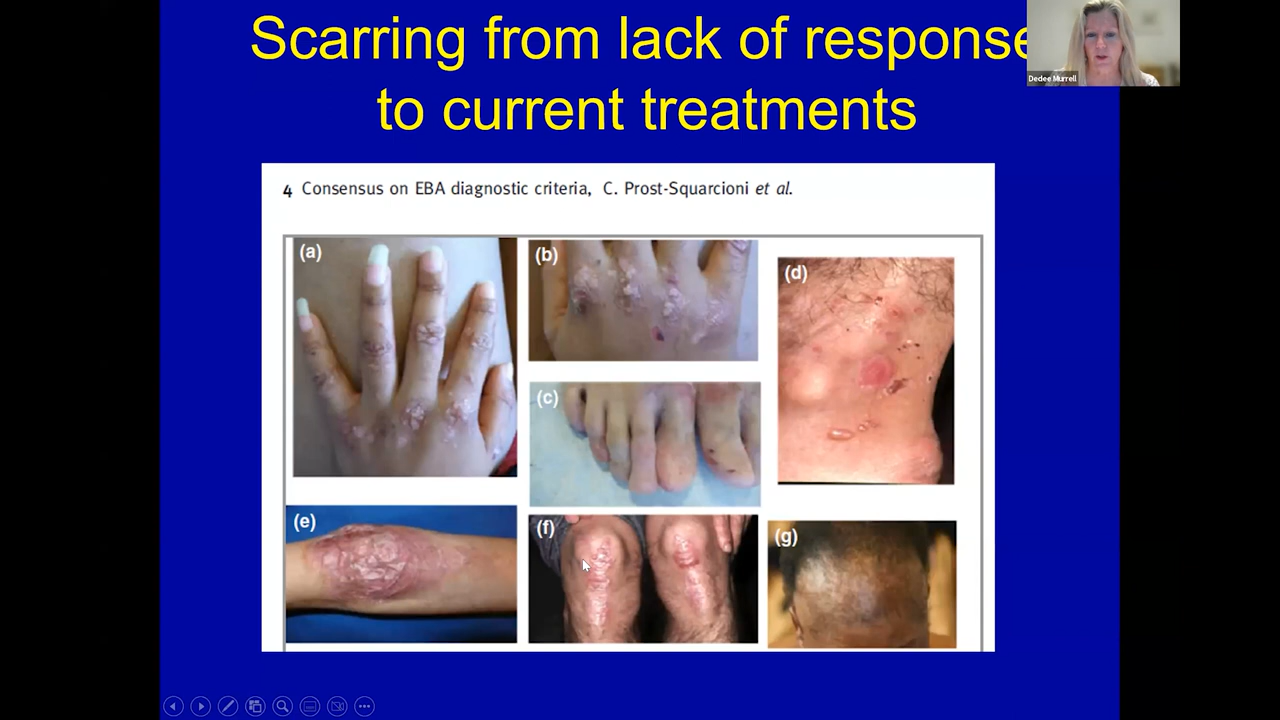 Scarring from lack of response
to current treatments
Dedee Murrell
4 Consensus on EBA diagnostic criteria, C. Prost-Squarcioni et al.
(a)
(b)
(d)
(c)
(e)
(f)
(g)